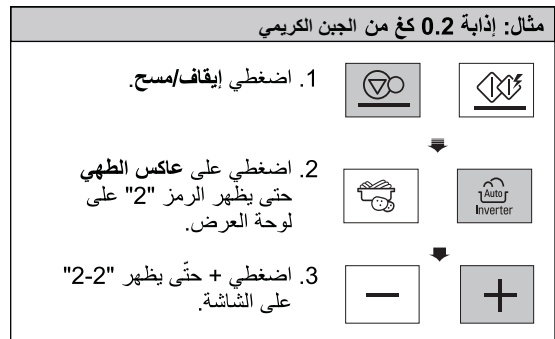 مثال: إذابة 0.2 كغ من الجبن الكريمي
1. اضغطي إيقاف/مسح.
2. اضغطي على عاكس الطهي
حتى يظهر الرمز "2" على
لوحة العرض.
Auto
Inverter
3. اضغطي + حتّى يظهر "2-2"
على الشاشة.